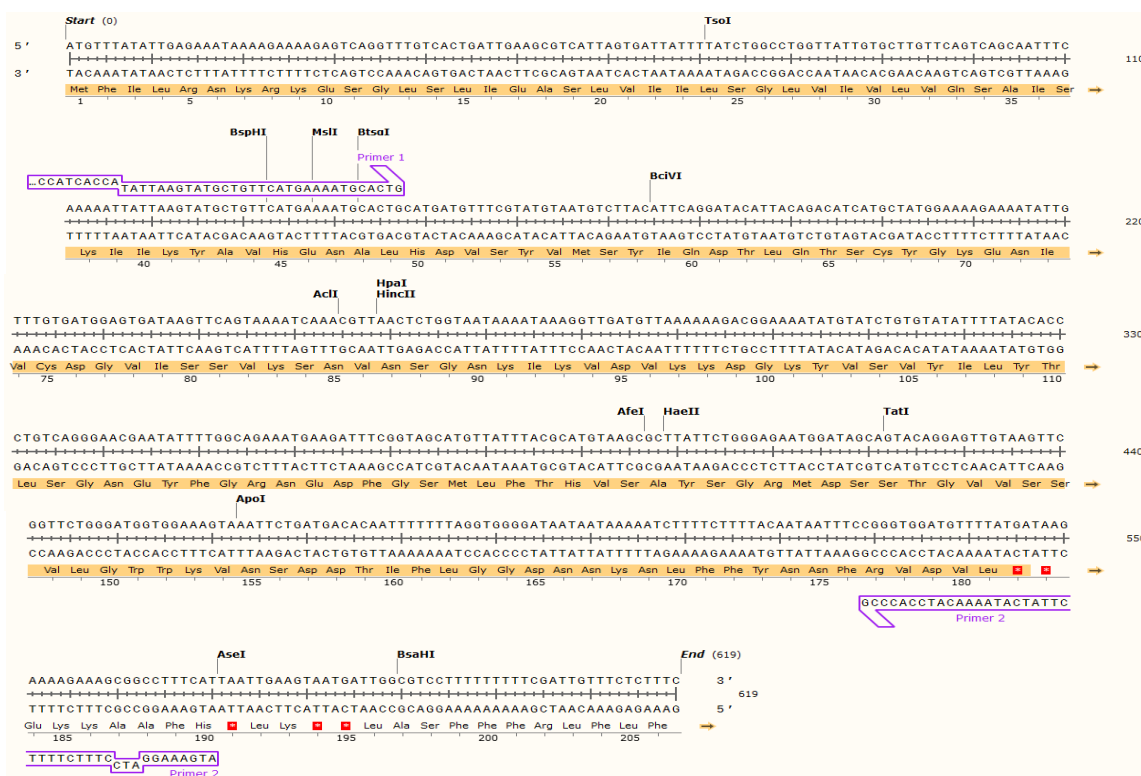 Start (0) TsoI
5 ' ATGTTTATATTGAGAAATAAAAGAAAAGAGTCAGGTTTGTCACTGATTGAAGCGTCATTAGTGATTATTTTATCTGGCCTGGTTATTGTGCTTGTTCAGTCAGCAATTTC
110
3 ' TACAAATATAACTCTTTATTTTCTTTTCTCAGTCCAAACAGTGACTAACTTCGCAGTAATCACTAATAAAATAGACCGGACCAATAACACGAACAAGTCAGTCGTTAAAG
Met Phe Ile Leu Arg Asn Lys Arg Lys Glu Ser Gly Leu Ser Leu Ile Glu Ala Ser Leu Val Ile Ile Leu Ser Gly Leu Val Ile Val Leu Val Gln Ser Ala Ile Ser
1 5 10 15 20 25 30 35
BspHI MslI BtsαI
Primer 1
…CCATCACCA TATTAAGTATGCTGTTCATGAAAATGCACTG
BciVI
AAAAATTATTAAGTATGCTGTTCATGAAAATGCACTGCATGATGTTTCGTATGTAATGTCTTACATTCAGGATACATTACAGACATCATGCTATGGAAAAGAAAATATTG
220
TTTTTAATAATTCATACGACAAGTACTTTTACGTGACGTACTACAAAGCATACATTACAGAATGTAAGTCCTATGTAATGTCTGTAGTACGATACCTTTTCTTTTATAAC
Lys Ile Ile Lys Tyr Ala Val His Glu Asn Ala Leu His Asp Val Ser Tyr Val Met Ser Tyr Ile Gln Asp Thr Leu Gln Thr Ser Cys Tyr Gly Lys Glu Asn Ile
40 45 50 55 60 65 70
HpaI
AclI HincII
TTTGTGATGGAGTGATAAGTTCAGTAAAATCAAACGTTAACTCTGGTAATAAAATAAAGGTTGATGTTAAAAAAGACGGAAAATATGTATCTGTGTATATTTTATACACC
330
AAACACTACCTCACTATTCAAGTCATTTTAGTTTGCAATTGAGACCATTATTTTATTTCCAACTACAATTTTTTCTGCCTTTTATACATAGACACATATAAAATATGTGG
Val Cys Asp Gly Val Ile Ser Ser Val Lys Ser Asn Val Asn Ser Gly Asn Lys Ile Lys Val Asp Val Lys Lys Asp Gly Lys Tyr Val Ser Val Tyr Ile Leu Tyr Thr
75 80 85 90 95 100 105 110
AfeI HaeII TatI
CTGTCAGGGAACGAATATTTTGGCAGAAATGAAGATTTCGGTAGCATGTTATTTACGCATGTAAGCGCTTATTCTGGGAGAATGGATAGCAGTACAGGAGTTGTAAGTTC
440
GACAGTCCCTTGCTTATAAAACCGTCTTTACTTCTAAAGCCATCGTACAATAAATGCGTACATTCGCGAATAAGACCCTCTTACCTATCGTCATGTCCTCAACATTCAAG
Leu Ser Gly Asn Glu Tyr Phe Gly Arg Asn Glu Asp Phe Gly Ser Met Leu Phe Thr His Val Ser Ala Tyr Ser Gly Arg Met Asp Ser Ser Thr Gly Val Val Ser Ser
ApoI
GGTTCTGGGATGGTGGAAAGTAAATTCTGATGACACAATTTTTTTAGGTGGGGATAATAATAAAAATCTTTTCTTTTACAATAATTTCCGGGTGGATGTTTTATGATAAG
550
CCAAGACCCTACCACCTTTCATTTAAGACTACTGTGTTAAAAAAATCCACCCCTATTATTATTTTTAGAAAAGAAAATGTTATTAAAGGCCCACCTACAAAATACTATTC
Val Leu Gly Trp Trp Lys Val Asn Ser Asp Asp Thr Ile Phe Leu Gly Gly Asp Asn Asn Lys Asn Leu Phe Phe Tyr Asn Asn Phe Arg Val Asp Val Leu * *
150 155 160 165 170 175 180
GCCCACCTACAAAATACTATTC
Primer 2
AseI BsaHI End (619)
AAAAGAAAGCGGCCTTTCATTAATTGAAGTAATGATTGGCGTCCTTTTTTTTTCGATTGTTTCTCTTTC 3 '
619
TTTTCTTTCGCCGGAAAGTAATTAACTTCATTACTAACCGCAGGAAAAAAAAAGCTAACAAAGAGAAAG 5 '
Glu Lys Lys Ala Ala Phe His * Leu Lys * * Leu Ala Ser Phe Phe Phe Arg Leu Phe Leu Phe
185 190 195 200 205
TTTTCTTTC CTA GGAAAGTA
Primer 2